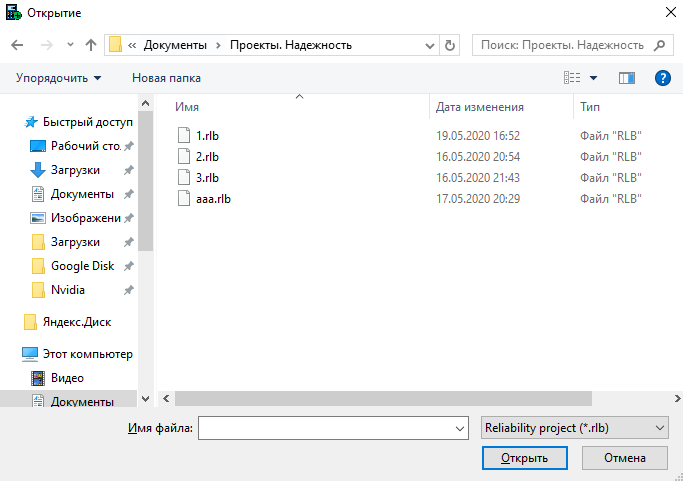 Открытие
« Документы › Проекты. Надежность
Поиск: Проекты. Надежность
Упорядочить Новая папка
Имя Дата изменения Тип
1.rlb 19.05.2020 16:52 Файл "RLB"
2.rlb 16.05.2020 20:54 Файл "RLB"
3.rlb 16.05.2020 21:43 Файл "RLB"
aaa.rlb 17.05.2020 20:29 Файл "RLB"
Быстрый доступ
Рабочий сто.
Загрузки
Документы
Изображени
Загрузки
Google Disk
Nvidia
Яндекс.Диск
Этот компьютер
Видео
Документы
Имя файла:
Reliability project (*.rlb)
Открыть Отмена